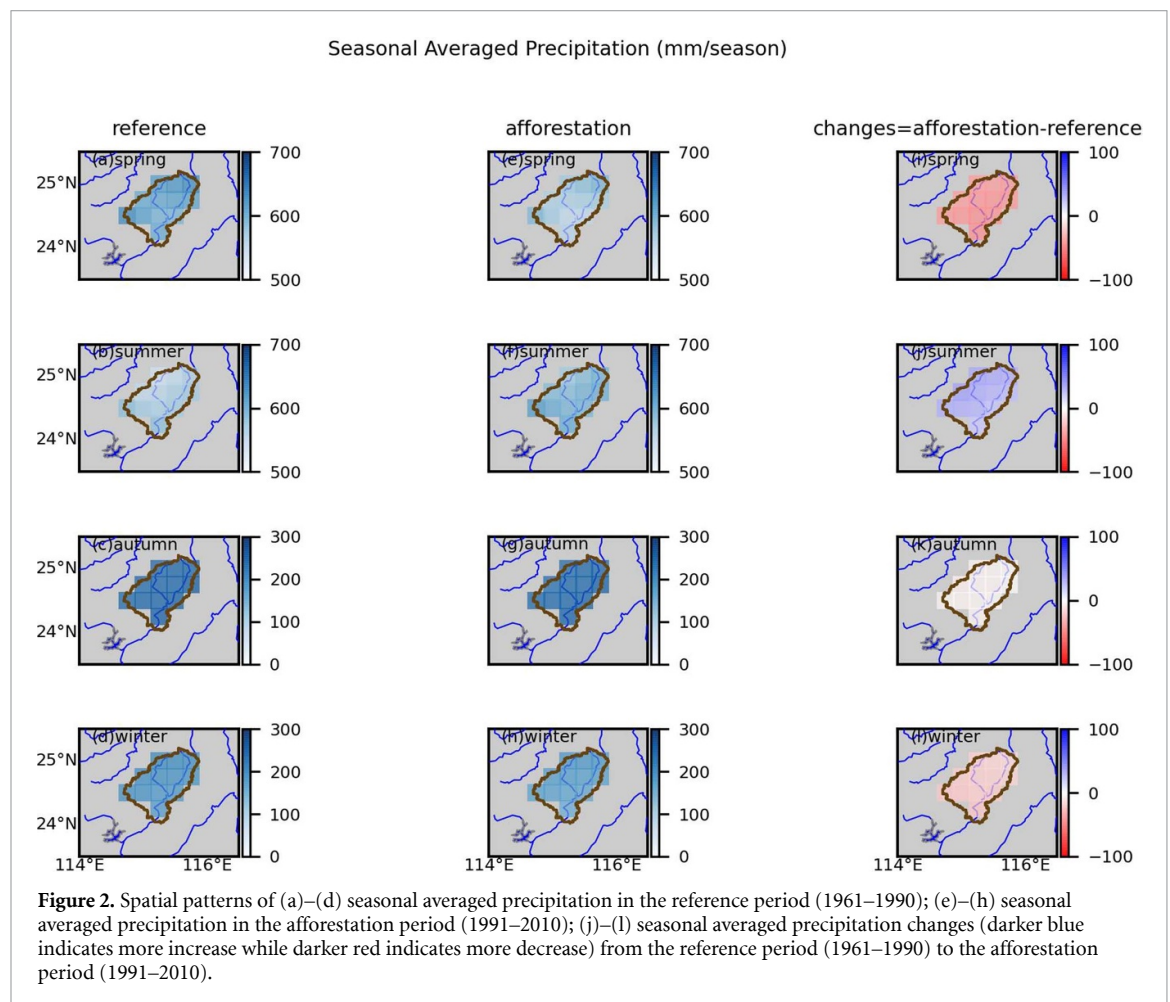 Seasonal Averaged Precipitation (mm/season)
reference
afforestation
changes=afforestation-reference
(a)spring
25°N
24°N
700
600
500
(e)spring
700
600
500
(i)spring
100
0
−100
(b)summer
25°N
24°N
700
600
500
(f)summer
700
600
500
(j)summer
100
0
−100
(c)autumn
25°N
24°N
300
200
100
0
(g)autumn
300
200
100
0
(k)autumn
100
0
−100
(d)winter
25°N
24°N
114°E
116°E
300
200
100
0
(h)winter
114°E
116°E
300
200
100
0
(l)winter
114°E
116°E
100
0
−100
Figure 2. Spatial patterns of (a)–(d) seasonal averaged precipitation in the reference period (1961–1990); (e)–(h) seasonal
averaged precipitation in the afforestation period (1991–2010); (j)–(l) seasonal averaged precipitation changes (darker blue
indicates more increase while darker red indicates more decrease) from the reference period (1961–1990) to the afforestation
period (1991–2010).